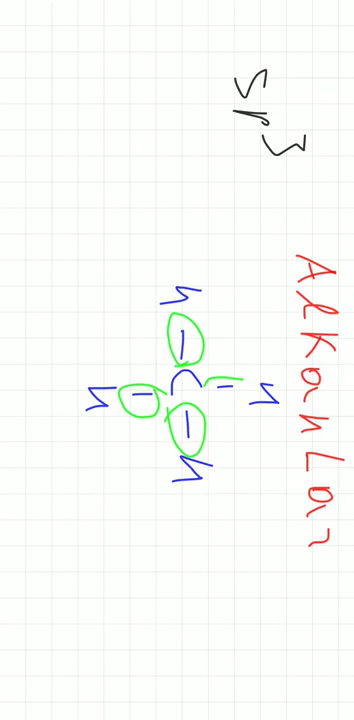 AlKanLar
H
H - C - H
H
sp3